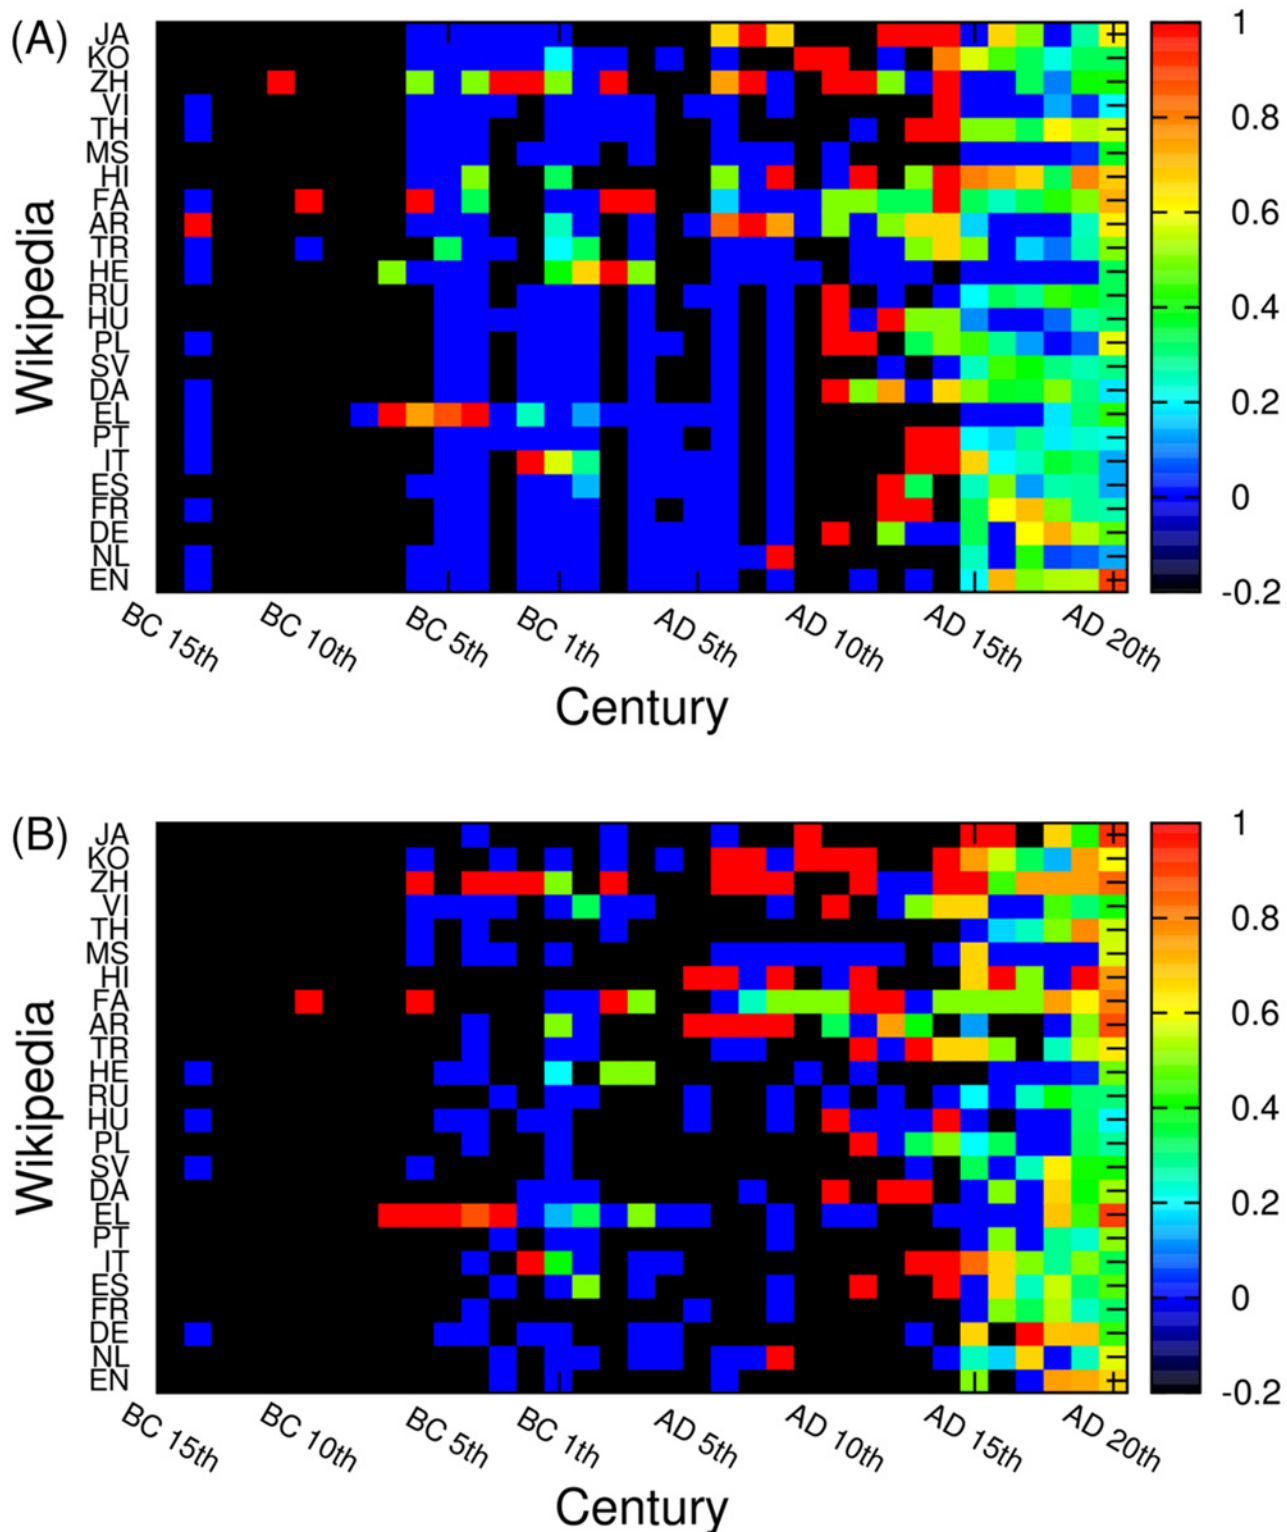 (A)
JA
KO
ZH
VI
TH
MS
HI
FA
AR
TR
HE
RU
HU
PL
SV
DA
EL
PT
IT
ES
FR
DE
NL
EN
Wikipedia
BC 15th BC 10th BC 5th BC 1th AD 5th AD 10th AD 15th AD 20th
Century
1
0.8
0.6
0.4
0.2
0
-0.2
(B)
JA
KO
ZH
VI
TH
MS
HI
FA
AR
TR
HE
RU
HU
PL
SV
DA
EL
PT
IT
ES
FR
DE
NL
EN
Wikipedia
BC 15th BC 10th BC 5th BC 1th AD 5th AD 10th AD 15th AD 20th
Century
1
0.8
0.6
0.4
0.2
0
-0.2